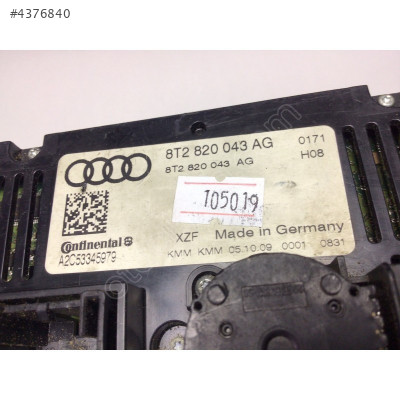 #4376840
8T2 820 043 AG 0171
8T2 820 043 AG H08
105019
Continental
XZF Made in Germany
A2C53345979
KMM KMM 05.10.09 0001 0831